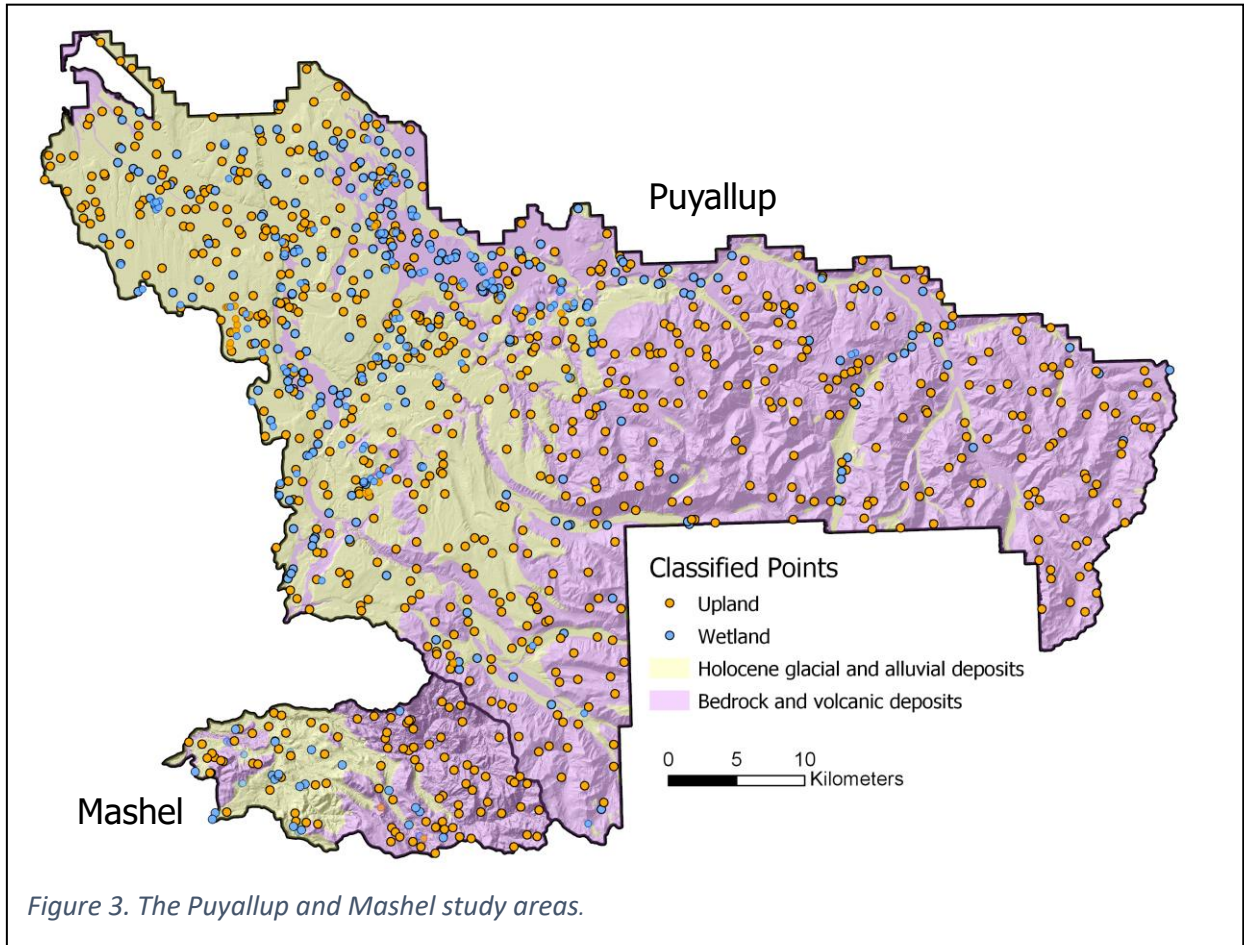 Puyallup
Classified Points
Upland
Wetland
Holocene glacial and alluvial deposits
Bedrock and volcanic deposits
0 5 10
Kilometers
Mashel
Figure 3. The Puyallup and Mashel study areas.